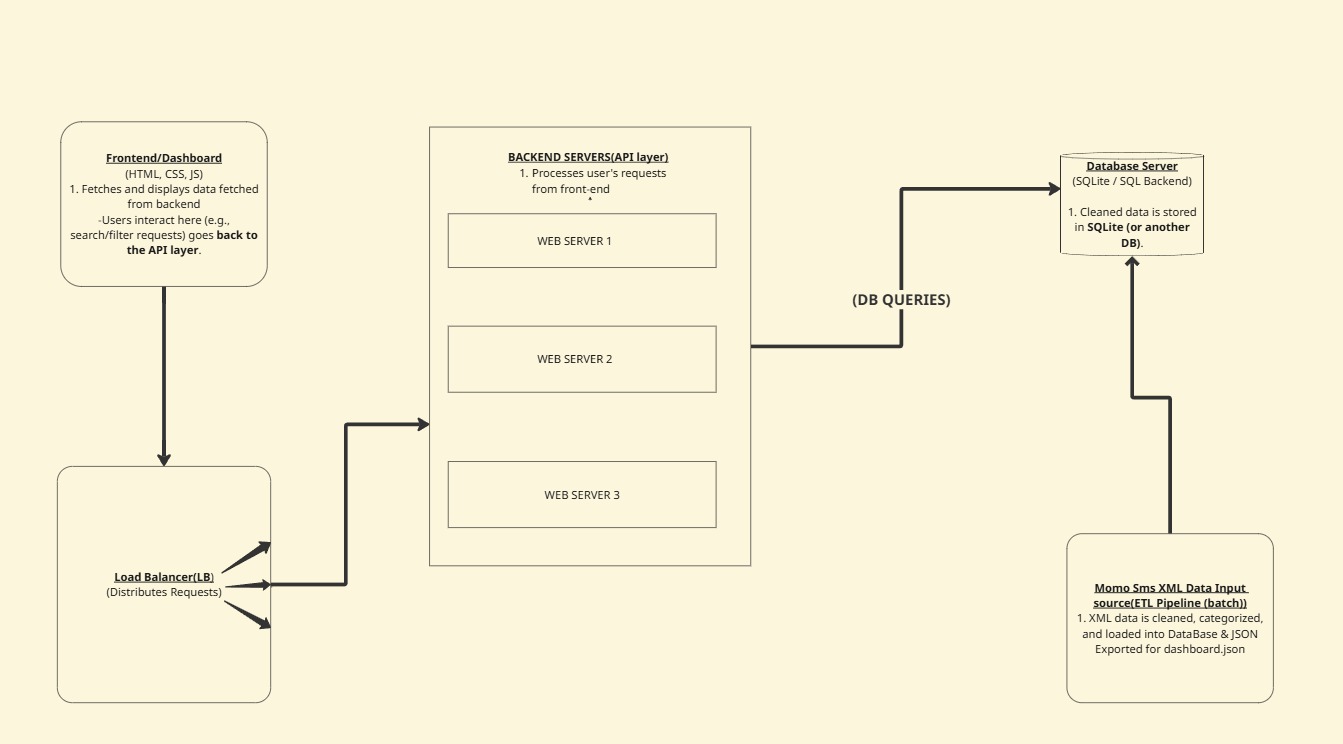 Frontend/Dashboard
(HTML, CSS, JS)
1. Fetches and displays data fetched
from backend
-Users interact here (e.g.,
search/filter requests) goes back to
the API layer.
BACKEND SERVERS(API layer)
1. Processes user's requests
from front-end
WEB SERVER 1
WEB SERVER 2
WEB SERVER 3
(DB QUERIES)
Database Server
(SQLite / SQL Backend)
1. Cleaned data is stored
in SQLite (or another
DB).
Load Balancer(LB)
(Distributes Requests)
Momo Sms XML Data Input
source(ETL Pipeline (batch))
1. XML data is cleaned, categorized,
and loaded into DataBase & JSON
Exported for dashboard.json